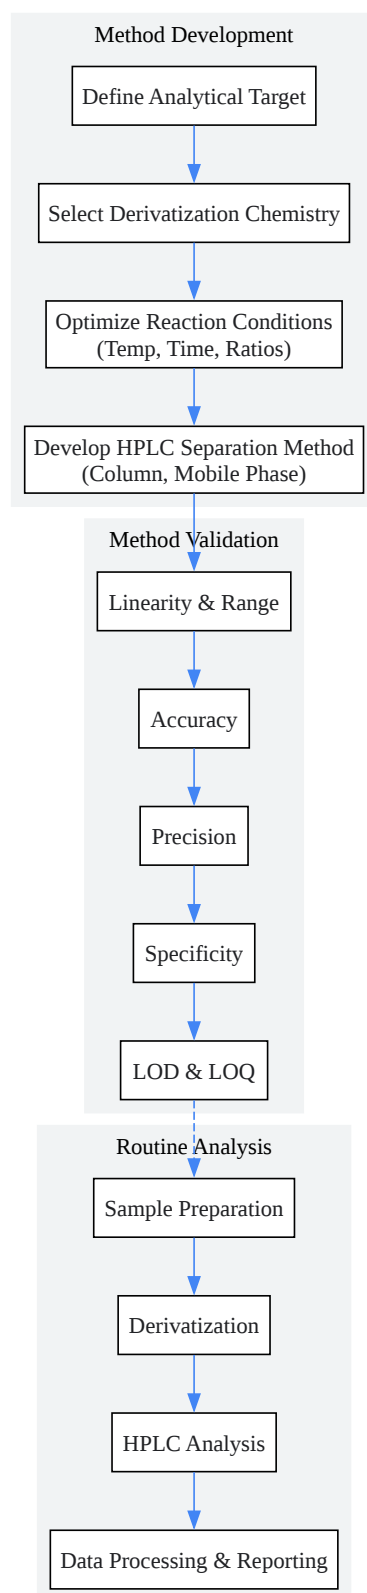 Method Development
Define Analytical Target
Select Derivatization Chemistry
Optimize Reaction Conditions
(Temp, Time, Ratios)
Develop HPLC Separation Method
(Column, Mobile Phase)
Method Validation
Linearity & Range
Accuracy
Precision
Specificity
LOD & LOQ
Routine Analysis
Sample Preparation
Derivatization
HPLC Analysis
Data Processing & Reporting